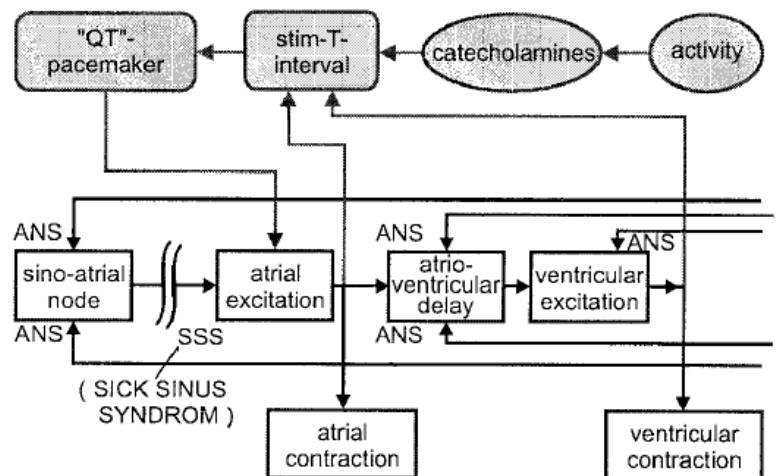 "QT"-
pacemaker
stim-T-
interval
catecholamines
activity
ANS
sino-atrial
node
ANS
SSS
( SICK SINUS
SYNDROM )
atrial
excitation
ANS
atrio-
ventricular
delay
ANS
ANS
ventricular
excitation
atrial
contraction
ventricular
contraction